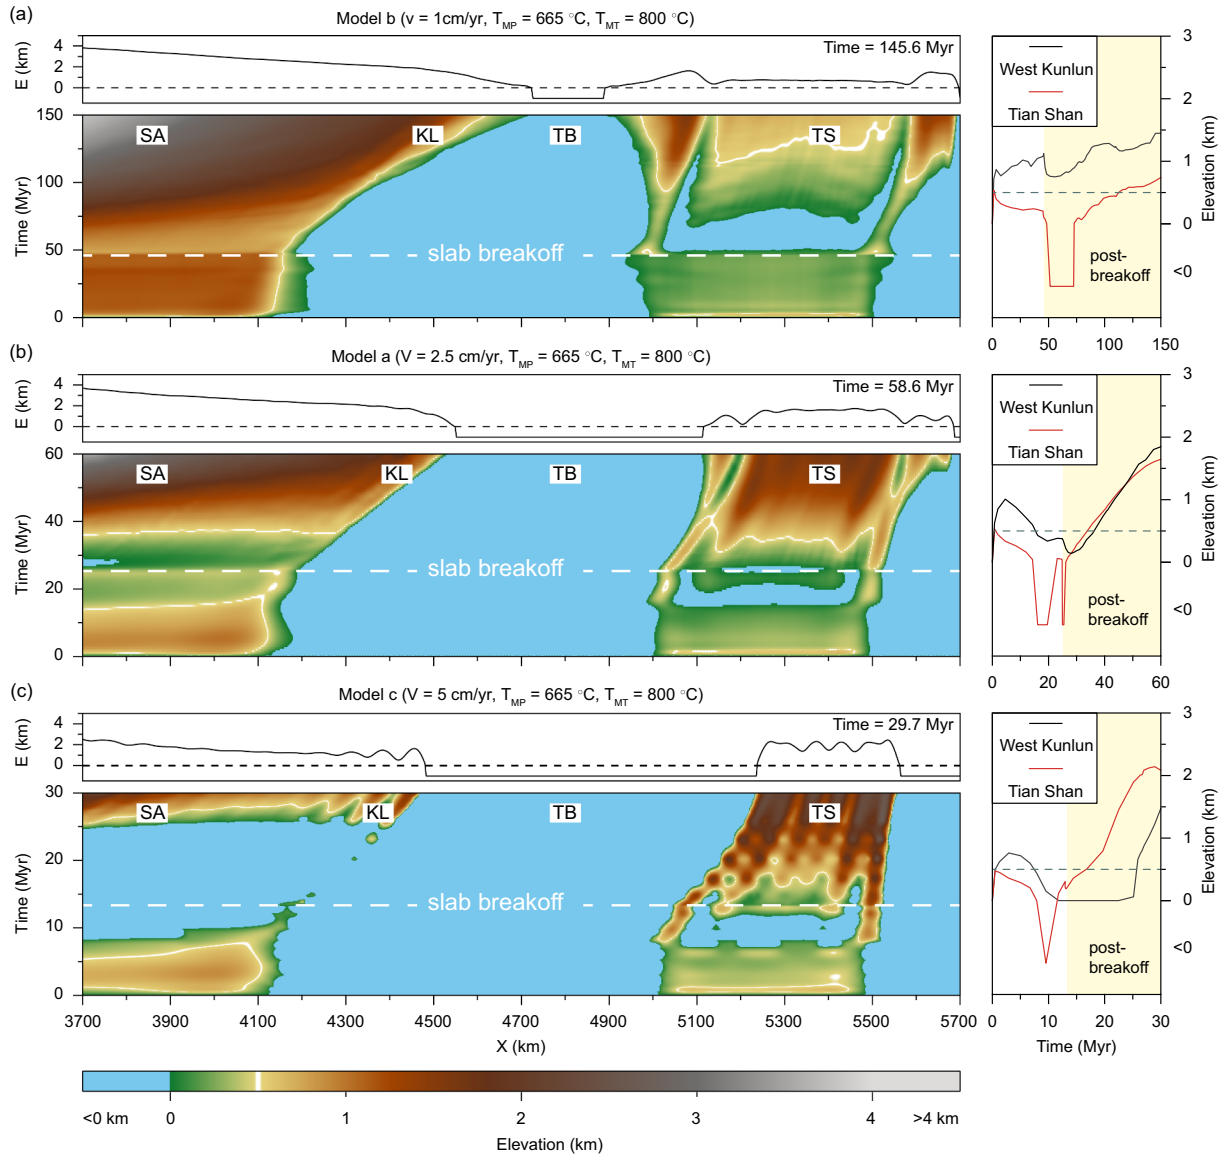 (a)
Model b (v = 1cm/yr, T_MP = 665 °C, T_MT = 800 °C)
E (km)
4
2
0
Time = 145.6 Myr
150
100
50
0
Time (Myr)
SA
KL
TB
TS
slab breakoff
3
2
1
0
<0
Elevation (km)
West Kunlun
Tian Shan
post-
breakoff
0 50 100 150
(b)
Model a (V = 2.5 cm/yr, T_MP = 665 °C, T_MT = 800 °C)
E (km)
4
2
0
Time = 58.6 Myr
60
40
20
0
Time (Myr)
SA
KL
TB
TS
slab breakoff
3
2
1
0
<0
Elevation (km)
West Kunlun
Tian Shan
post-
breakoff
0 20 40 60
(c)
Model c (V = 5 cm/yr, T_MP = 665 °C, T_MT = 800 °C)
E (km)
4
2
0
Time = 29.7 Myr
30
20
10
0
Time (Myr)
SA
KL
TB
TS
slab breakoff
3700 3900 4100 4300 4500 4700 4900 5100 5300 5500 5700
X (km)
3
2
1
0
<0
Elevation (km)
West Kunlun
Tian Shan
post-
breakoff
0 10 20 30
Time (Myr)
<0 km 0 1 2 3 4 >4 km
Elevation (km)